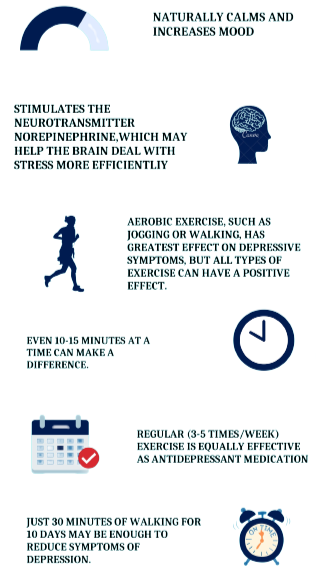 NATURALLY CALMS AND
INCREASES MOOD
STIMULATES THE
NEUROTRANSMITTER
NOREPINEPHRINE,WHICH MAY
HELP THE BRAIN DEAL WITH
STRESS MORE EFFICIENTLIY
Canva
AEROBIC EXERCISE, SUCH AS
JOGGING OR WALKING, HAS
GREATEST EFFECT ON DEPRESSIVE
SYMPTOMS, BUT ALL TYPES OF
EXERCISE CAN HAVE A POSITIVE
EFFECT.
EVEN 10-15 MINUTES AT A
TIME CAN MAKE A
DIFFERENCE.
REGULAR (3-5 TIMES/WEEK)
EXERCISE IS EQUALLY EFFECTIVE
AS ANTIDEPRESSANT MEDICATION
JUST 30 MINUTES OF WALKING FOR
10 DAYS MAY BE ENOUGH TO
REDUCE SYMPTOMS OF
DEPRESSION.
ON TIME